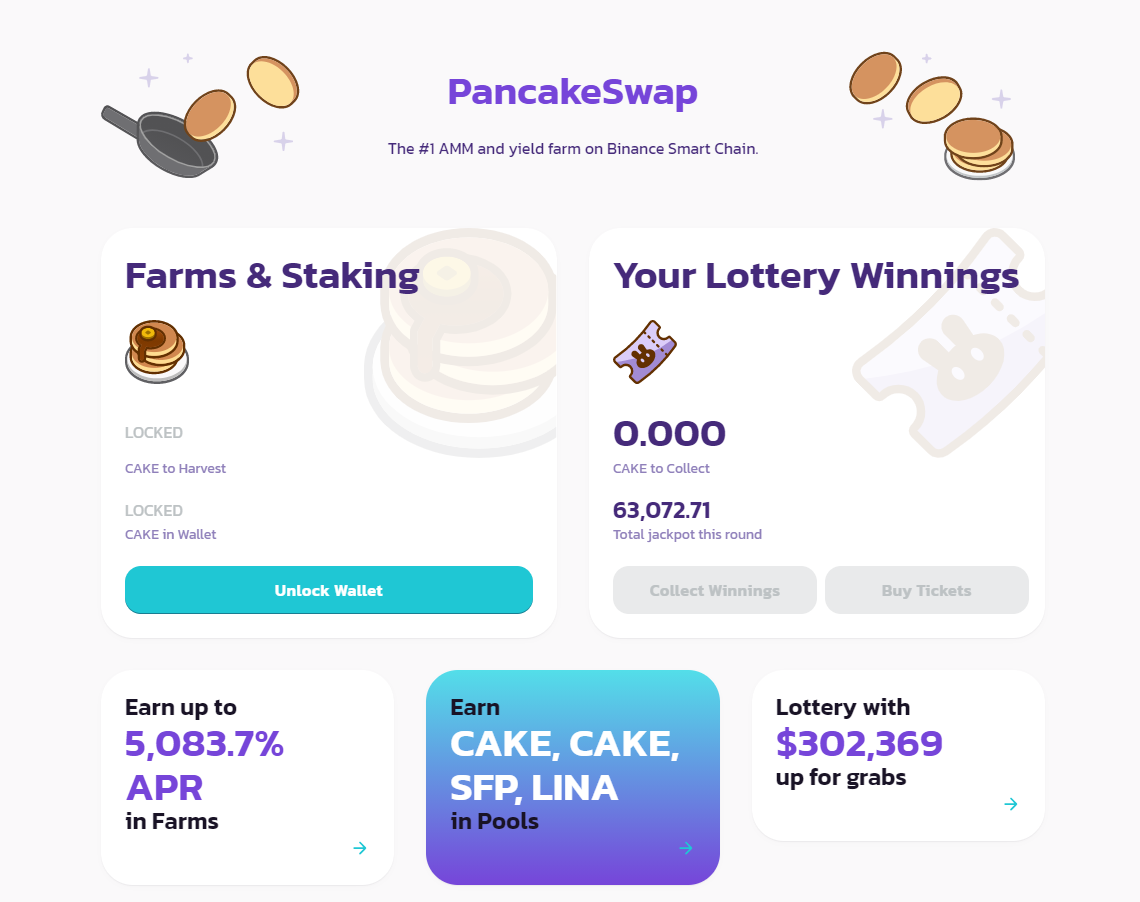 PancakeSwap
The #1 AMM and yield farm on Binance Smart Chain.
Farms & Staking
LOCKED
CAKE to Harvest
LOCKED
CAKE in Wallet
Unlock Wallet
Your Lottery Winnings
0.000
CAKE to Collect
63,072.71
Total jackpot this round
Collect Winnings
Buy Tickets
Earn up to
5,083.7%
APR
in Farms
Earn
CAKE, CAKE,
SFP, LINA
in Pools
Lottery with
$302,369
up for grabs